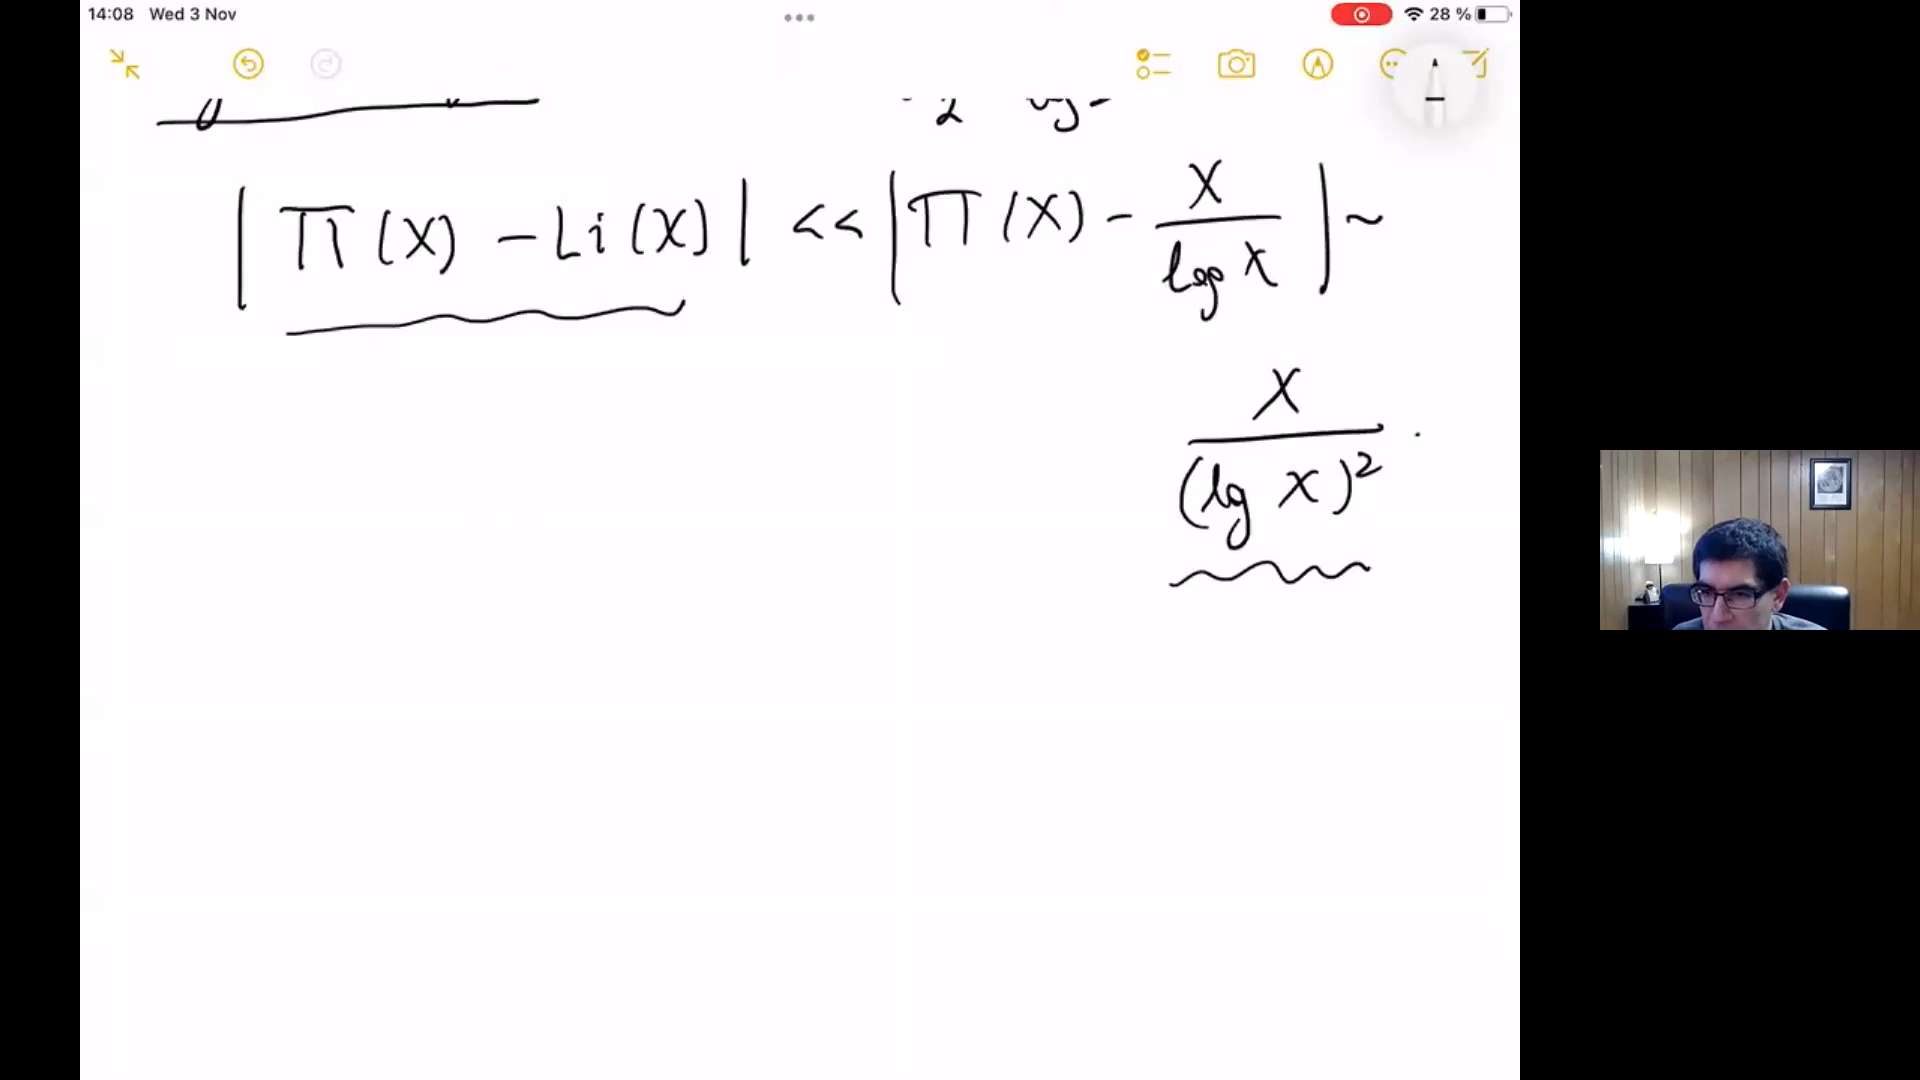 14:08 Wed 3 Nov 28 %
| π(x) - Li(x) | << | π(x) - x / log x | ~
x / (lg x)²